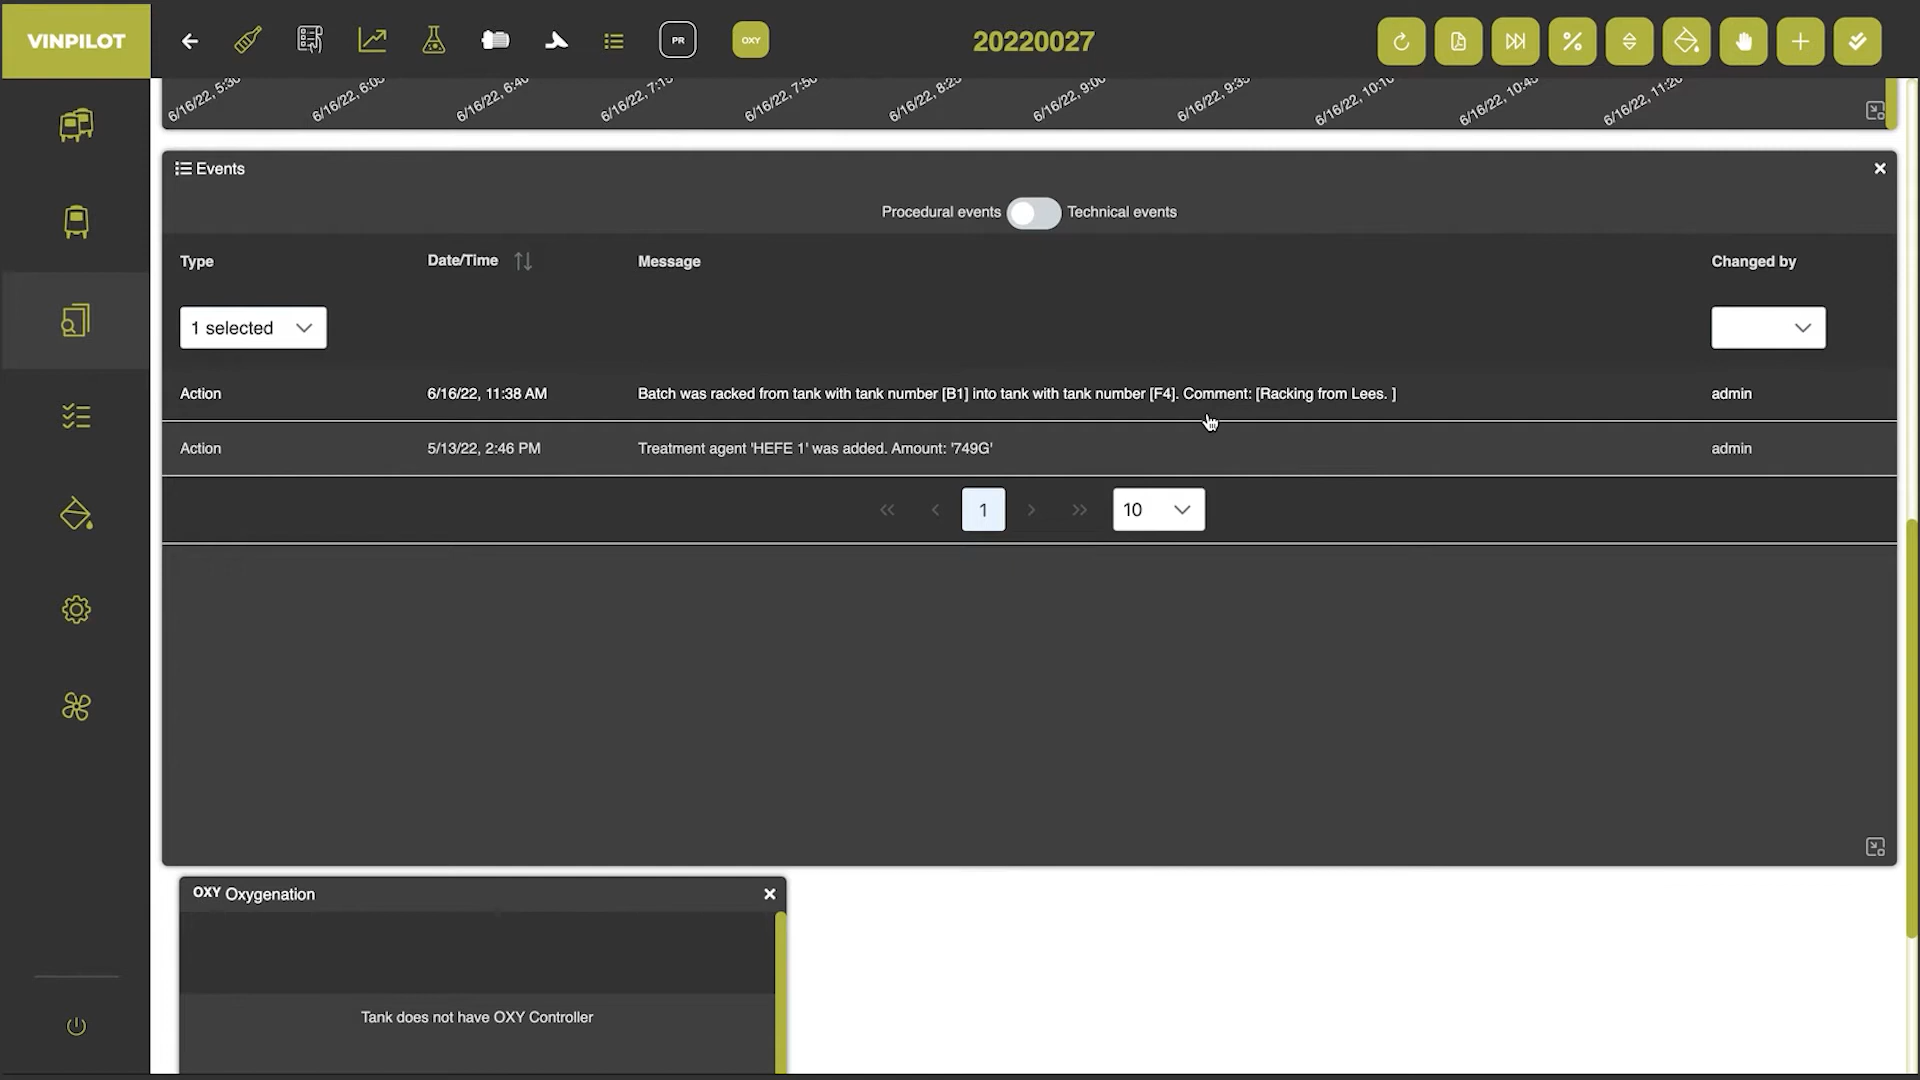 VINPILOT
PR
OXY
20220027
6/16/22, 5:30
6/16/22, 6:05
6/16/22, 6:40
6/16/22, 7:15
6/16/22, 7:50
6/16/22, 8:25
6/16/22, 9:00
6/16/22, 9:35
6/16/22, 10:10
6/16/22, 10:45
6/16/22, 11:20
Events
Procedural events Technical events
Type Date/Time Message Changed by
1 selected
Action 6/16/22, 11:38 AM Batch was racked from tank with tank number [B1] into tank with tank number [F4]. Comment: [Racking from Lees. ] admin
Action 5/13/22, 2:46 PM Treatment agent 'HEFE 1' was added. Amount: '749G' admin
1 10
OXY Oxygenation
Tank does not have OXY Controller